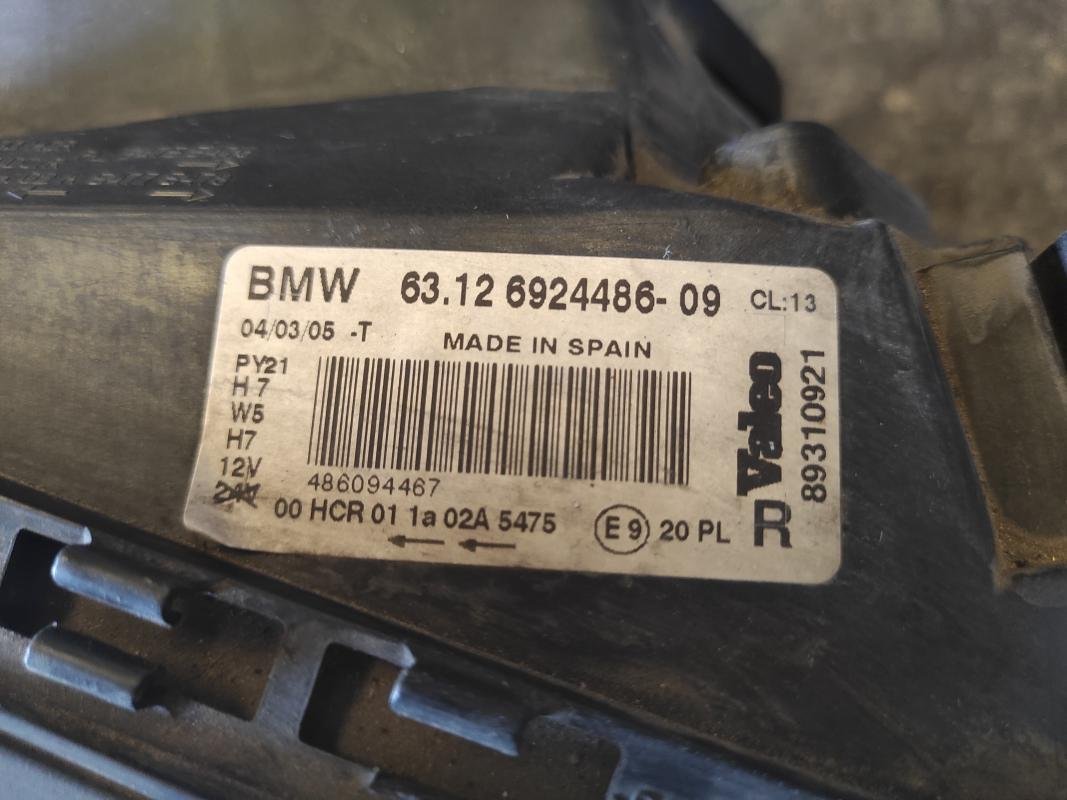 BMW 63.12 6924486- 09 CL:13
04/03/05 -T MADE IN SPAIN
PY21
H7
W5
H7
12V
24V
486094467
00 HCR 01 1a 02A 5475 E9 20 PL
Valeo R
89310921